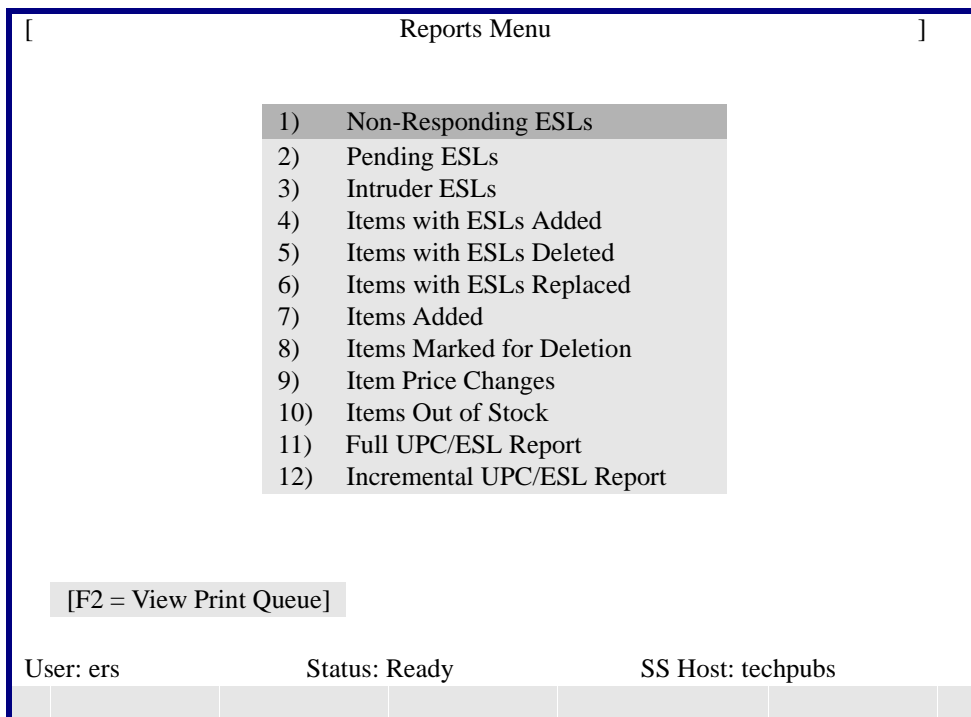 [ Reports Menu ]
1) Non-Responding ESLs
2) Pending ESLs
3) Intruder ESLs
4) Items with ESLs Added
5) Items with ESLs Deleted
6) Items with ESLs Replaced
7) Items Added
8) Items Marked for Deletion
9) Item Price Changes
10) Items Out of Stock
11) Full UPC/ESL Report
12) Incremental UPC/ESL Report
[F2 = View Print Queue]
User: ers Status: Ready SS Host: techpubs